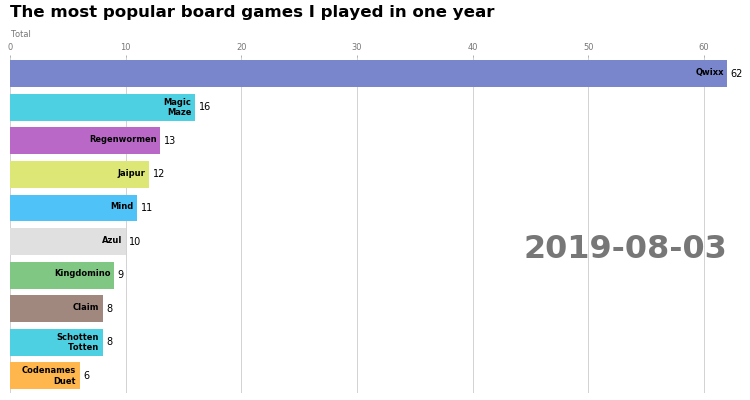 The most popular board games I played in one year
Total
0 10 20 30 40 50 60
Qwixx 62
Magic
Maze 16
Regenwormen 13
Jaipur 12
Mind 11
Azul 10
2019-08-03
Kingdomino 9
Claim 8
Schotten
Totten 8
Codenames
Duet 6